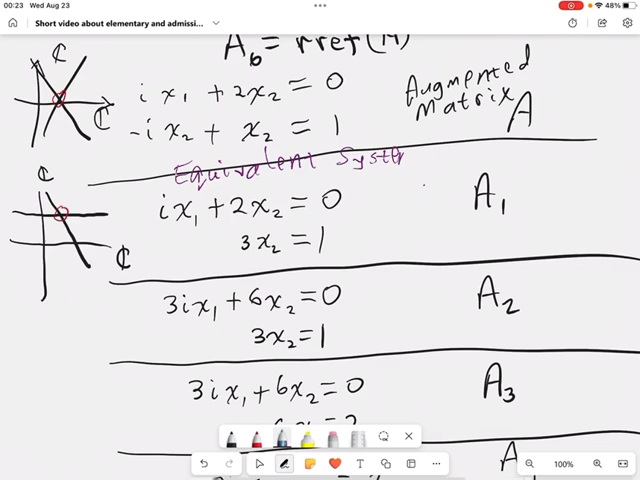 00:23 Wed Aug 23
48%
Short video about elementary and admissi...
A₆ = rref(A)
ℂ
ix₁ + 2x₂ = 0
Augmented
Matrix A
ℂ
-ix₂ + x₂ = 1
Equivalent System
ℂ
ix₁ + 2x₂ = 0
A₁
3x₂ = 1
ℂ
3ix₁ + 6x₂ = 0
A₂
3x₂ = 1
3ix₁ + 6x₂ = 0
A₃
A
100%